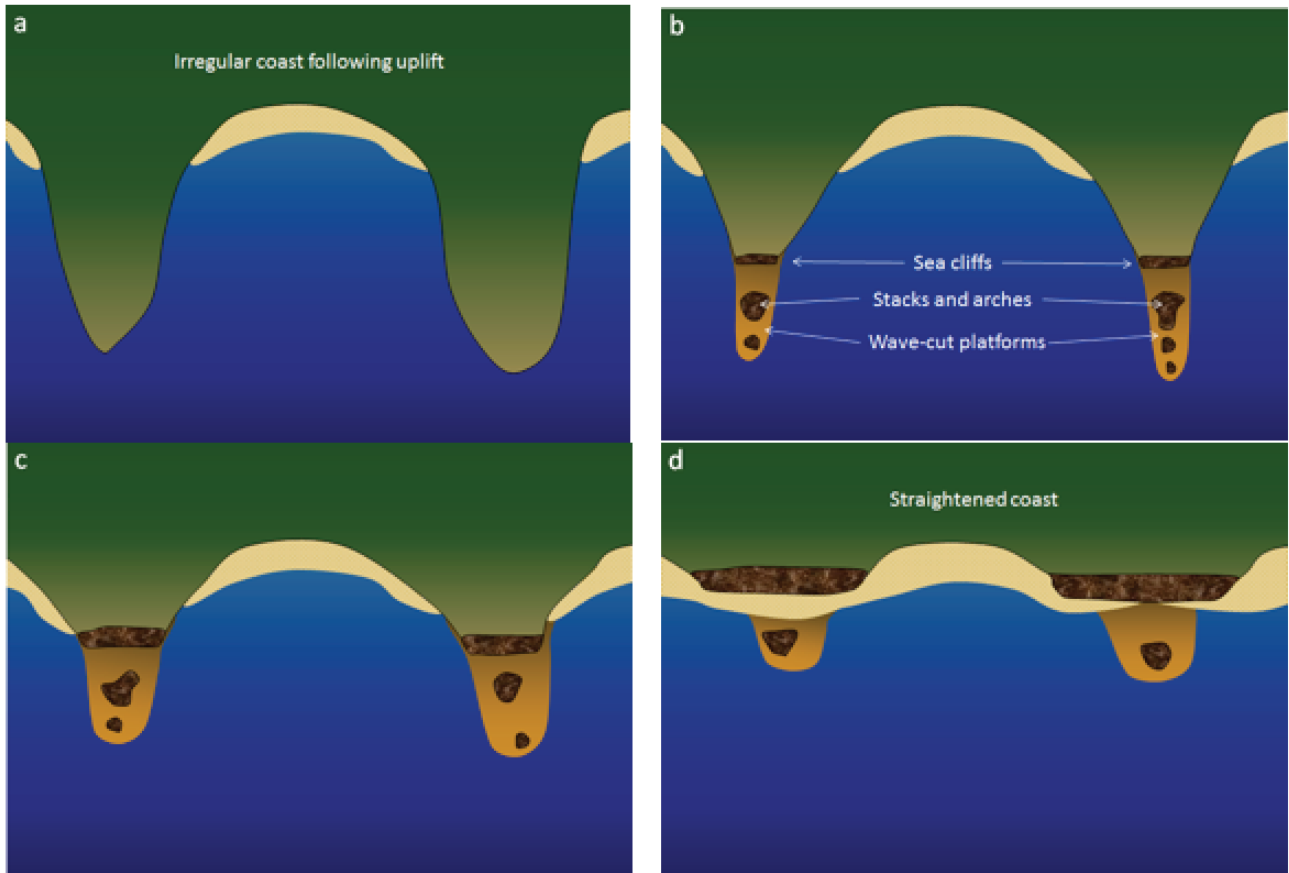 a
Irregular coast following uplift
b
Sea cliffs
Stacks and arches
Wave-cut platforms
c
d
Straightened coast